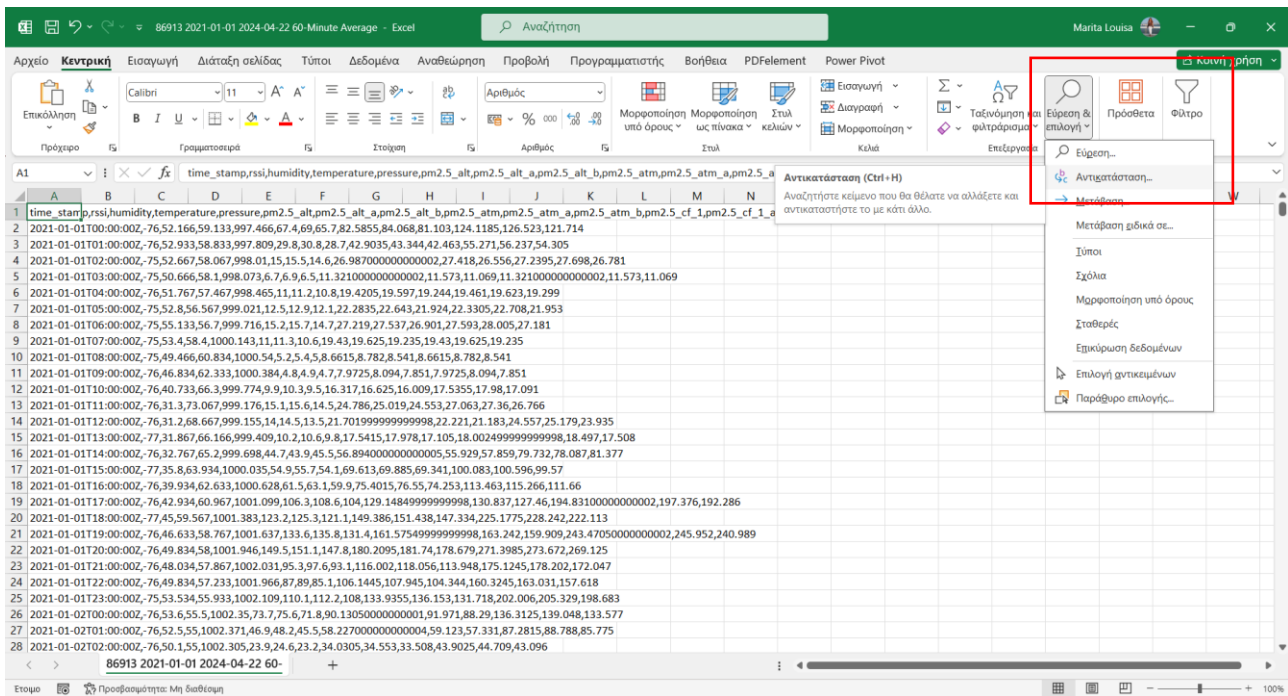 86913 2021-01-01 2024-04-22 60-Minute Average - Excel
Αναζήτηση
Marita Louisa
Αρχείο Κεντρική Εισαγωγή Διάταξη σελίδας Τύποι Δεδομένα Αναθεώρηση Προβολή Προγραμματιστής Βοήθεια PDFelement Power Pivot
Κοινή χρήση
Επικόλληση
Calibri 11 A^ A˅
B I U A
Αριθμός
% 000
Μορφοποίηση υπό όρους
Μορφοποίηση ως πίνακα
Στυλ κελιών
Εισαγωγή
Διαγραφή
Μορφοποίηση
Ταξινόμηση και φιλτράρισμα
Εύρεση & επιλογή
Πρόσθετα
Φίλτρο
Πρόχειρο Γραμματοσειρά Στοίχιση Αριθμός Στυλ Κελιά Επεξεργασία
Εύρεση...
Αντικατάσταση...
Μετάβαση...
Μετάβαση ειδικά σε...
Τύποι
Σχόλια
Μορφοποίηση υπό όρους
Σταθερές
Επικύρωση δεδομένων
Επιλογή αντικειμένων
Παράθυρο επιλογής...
Αντικατάσταση (Ctrl+H)
Αναζητήστε κείμενο που θα θέλατε να αλλάξετε και
αντικαταστήστε το με κάτι άλλο.
A1 fx time_stamp,rssi,humidity,temperature,pressure,pm2.5_alt,pm2.5_alt_a,pm2.5_alt_b,pm2.5_atm,pm2.5_atm_a,pm2.5_a
A B C D E F G H I J K L M N W
1 time_stamp,rssi,humidity,temperature,pressure,pm2.5_alt,pm2.5_alt_a,pm2.5_alt_b,pm2.5_atm,pm2.5_atm_a,pm2.5_atm_b,pm2.5_cf_1,pm2.5_cf_1_a
2 2021-01-01T00:00:00Z,-76,52.166,59.133,997.466,67.4,69,65.7,82.5855,84.068,81.103,124.1185,126.523,121.714
3 2021-01-01T01:00:00Z,-76,52.933,58.833,997.809,29.8,30.8,28.7,42.9035,43.344,42.463,55.271,56.237,54.305
4 2021-01-01T02:00:00Z,-75,52.667,58.067,998.01,15,15.5,14.6,26.987000000000002,27.418,26.556,27.2395,27.698,26.781
5 2021-01-01T03:00:00Z,-75,50.666,58.1,998.073,6.7,6.9,6.5,11.321000000000002,11.573,11.069,11.321000000000002,11.573,11.069
6 2021-01-01T04:00:00Z,-76,51.767,57.467,998.465,11,11.2,10.8,19.4205,19.597,19.244,19.461,19.623,19.299
7 2021-01-01T05:00:00Z,-75,52.8,56.567,999.021,12.5,12.9,12.1,22.2835,22.643,21.924,22.3305,22.708,21.953
8 2021-01-01T06:00:00Z,-75,55.133,56.7,999.716,15.2,15.7,14.7,27.219,27.537,26.901,27.593,28.005,27.181
9 2021-01-01T07:00:00Z,-75,53.4,58.4,1000.143,11,11.3,10.6,19.43,19.625,19.235,19.43,19.625,19.235
10 2021-01-01T08:00:00Z,-75,49.466,60.834,1000.54,5.2,5.4,5,8.6615,8.782,8.541,8.6615,8.782,8.541
11 2021-01-01T09:00:00Z,-76,46.834,62.333,1000.384,4.8,4.9,4.7,7.9725,8.094,7.851,7.9725,8.094,7.851
12 2021-01-01T10:00:00Z,-76,40.733,66.3,999.774,9.9,10.3,9.5,16.317,16.625,16.009,17.5355,17.98,17.091
13 2021-01-01T11:00:00Z,-76,31.3,73.067,999.176,15.1,15.6,14.5,24.786,25.019,24.553,27.063,27.36,26.766
14 2021-01-01T12:00:00Z,-76,31.2,68.667,999.155,14,14.5,13.5,21.701999999999998,22.221,21.183,24.557,25.179,23.935
15 2021-01-01T13:00:00Z,-77,31.867,66.166,999.409,10.2,10.6,9.8,17.5415,17.978,17.105,18.002499999999998,18.497,17.508
16 2021-01-01T14:00:00Z,-76,32.767,65.2,999.698,44.7,43.9,45.5,56.894000000000005,55.929,57.859,79.732,78.087,81.377
17 2021-01-01T15:00:00Z,-77,35.8,63.934,1000.035,54.9,55.7,54.1,69.613,69.885,69.341,100.083,100.596,99.57
18 2021-01-01T16:00:00Z,-76,39.934,62.633,1000.628,61.5,63.1,59.9,75.4015,76.55,74.253,113.463,115.266,111.66
19 2021-01-01T17:00:00Z,-76,42.934,60.967,1001.099,106.3,108.6,104,129.14849999999998,130.837,127.46,194.83100000000002,197.376,192.286
20 2021-01-01T18:00:00Z,-77,45,59.567,1001.383,123.2,125.3,121.1,149.386,151.438,147.334,225.1775,228.242,222.113
21 2021-01-01T19:00:00Z,-76,46.633,58.767,1001.637,133.6,135.8,131.4,161.57549999999998,163.242,159.909,243.47050000000002,245.952,240.989
22 2021-01-01T20:00:00Z,-76,49.834,58,1001.946,149.5,151.1,147.8,180.2095,181.74,178.679,271.3985,273.672,269.125
23 2021-01-01T21:00:00Z,-76,48.034,57.867,1002.031,95.3,97.6,93.1,116.002,118.056,113.948,175.1245,178.202,172.047
24 2021-01-01T22:00:00Z,-76,49.834,57.233,1001.966,87,89,85.1,106.1445,107.945,104.344,160.3245,163.031,157.618
25 2021-01-01T23:00:00Z,-75,53.534,55.933,1002.109,110.1,112.2,108,133.9355,136.153,131.718,202.006,205.329,198.683
26 2021-01-02T00:00:00Z,-76,53.6,55.5,1002.35,73.7,75.6,71.8,90.13050000000001,91.971,88.29,136.3125,139.048,133.577
27 2021-01-02T01:00:00Z,-76,52.5,55,1002.371,46.9,48.2,45.5,58.227000000000004,59.123,57.331,87.2815,88.788,85.775
28 2021-01-02T02:00:00Z,-76,50.1,55,1002.305,23.9,24.6,23.2,34.0305,34.553,33.508,43.9025,44.709,43.096
86913 2021-01-01 2024-04-22 60-
Έτοιμο Προσβασιμότητα: Μη διαθέσιμη 100%